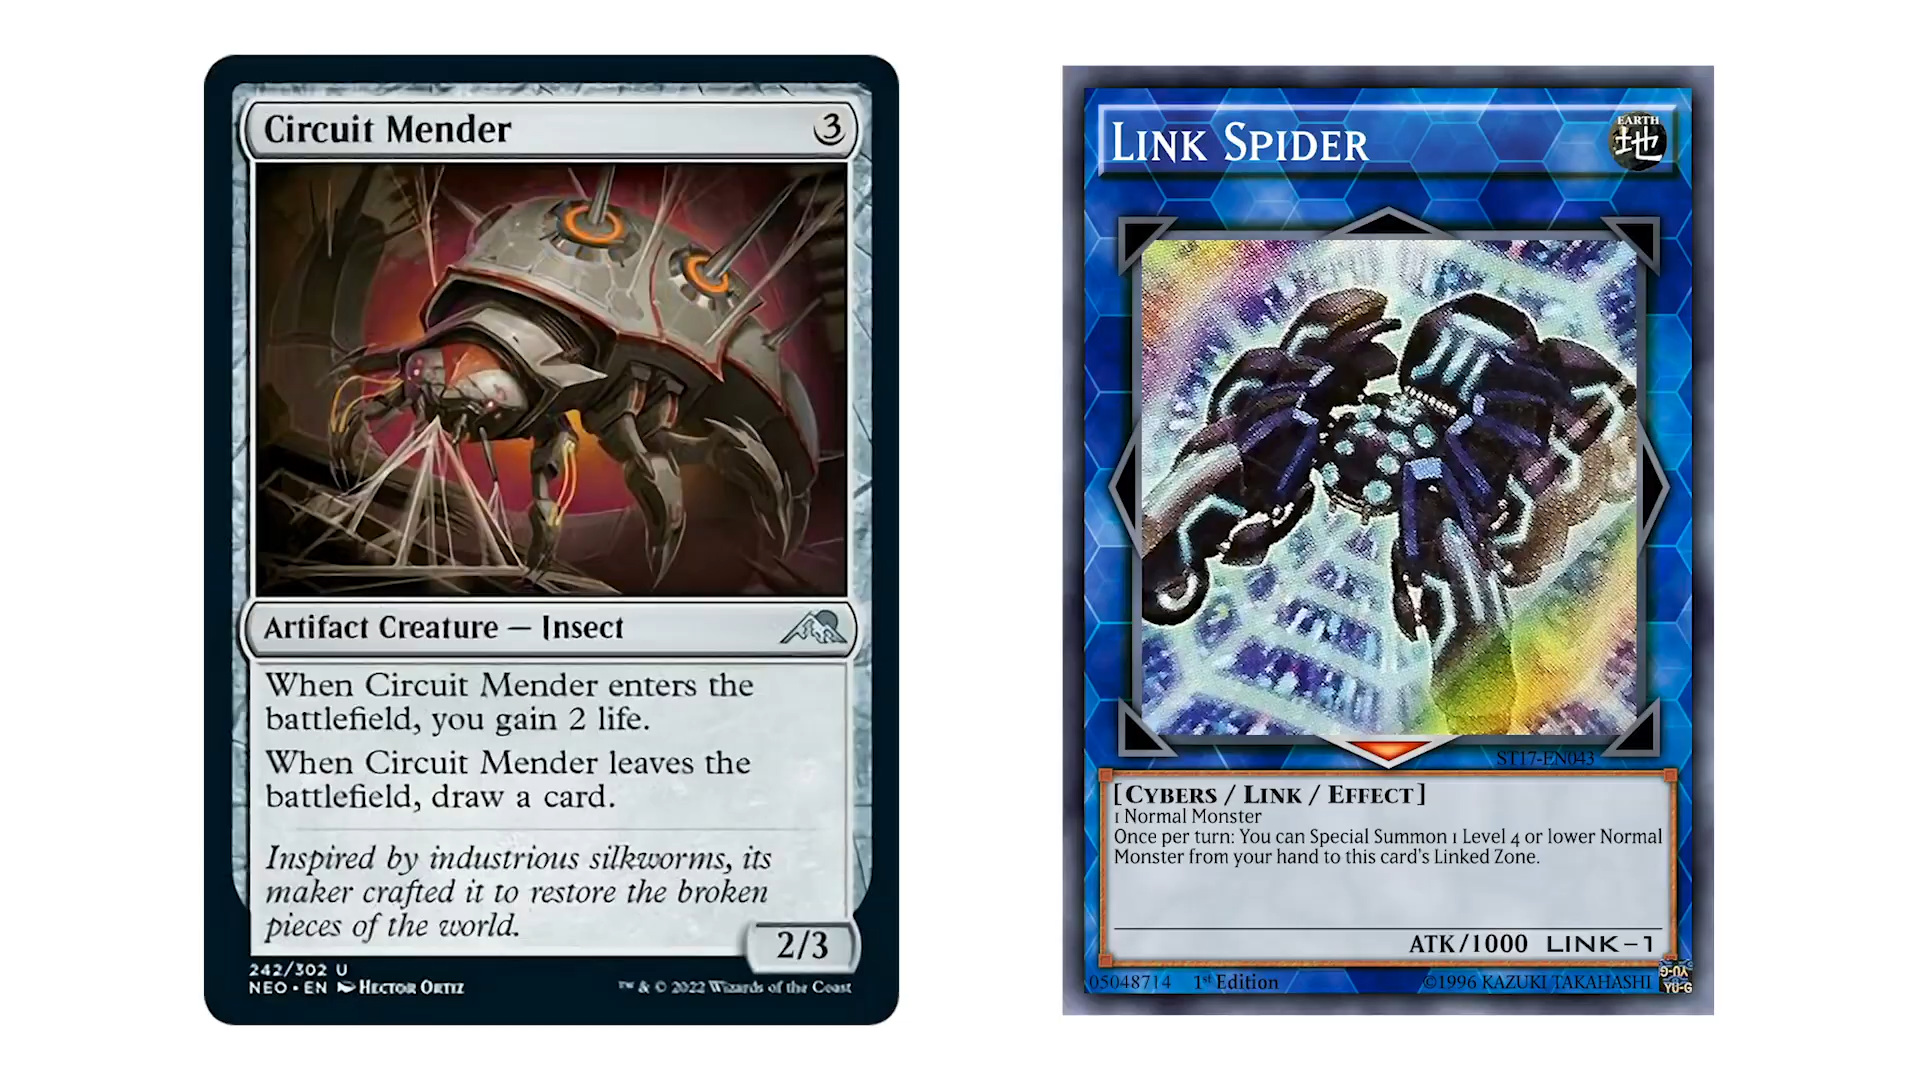 Circuit Mender
3
Artifact Creature — Insect
When Circuit Mender enters the
battlefield, you gain 2 life.
When Circuit Mender leaves the
battlefield, draw a card.
Inspired by industrious silkworms, its
maker crafted it to restore the broken
pieces of the world.
2/3
242/302 U
NEO • EN Hector Ortiz
™ & © 2022 Wizards of the Coast
Link Spider
EARTH
地
ST17-EN043
[Cybers / Link / Effect]
1 Normal Monster
Once per turn: You can Special Summon 1 Level 4 or lower Normal
Monster from your hand to this card's Linked Zone.
ATK/1000 LINK-1
05048714 1st Edition
©1996 KAZUKI TAKAHASHI